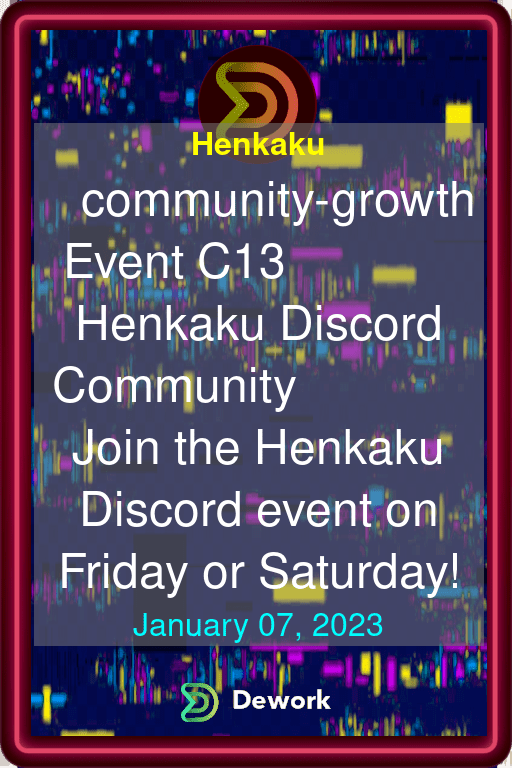 Henkaku
community-growth
Event C13
Henkaku Discord
Community
Join the Henkaku
Discord event on
Friday or Saturday!
January 07, 2023
Dework